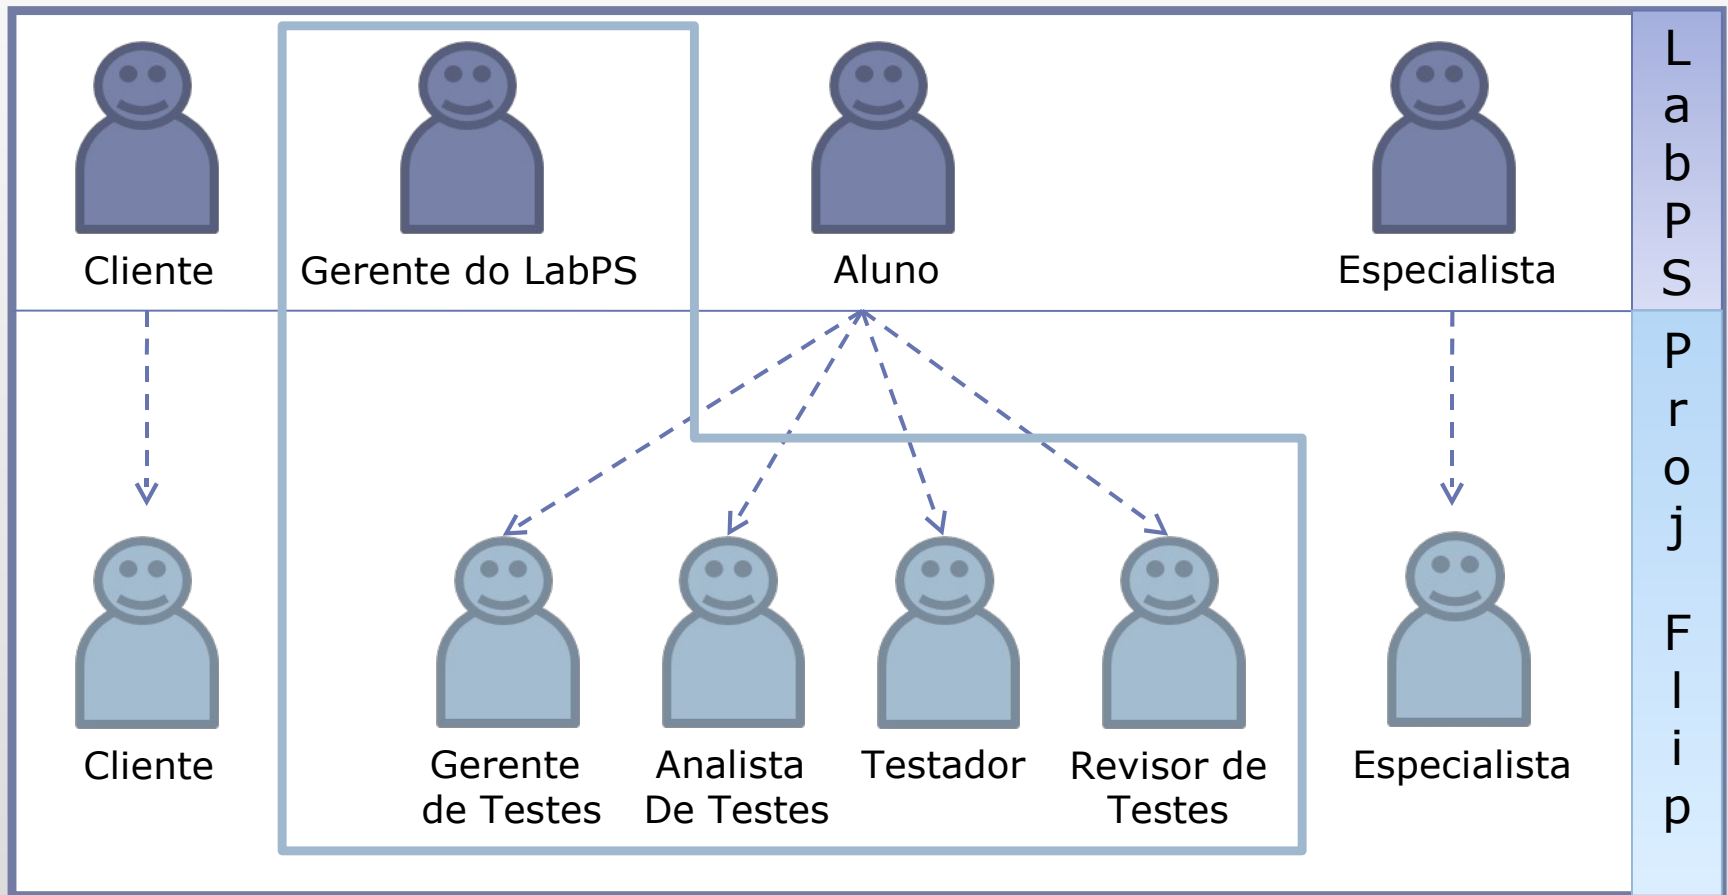 Cliente
Gerente do LabPS
Aluno
Especialista
LabPS
Cliente
Gerente
de Testes
Analista
De Testes
Testador
Revisor de
Testes
Especialista
Proj Flip